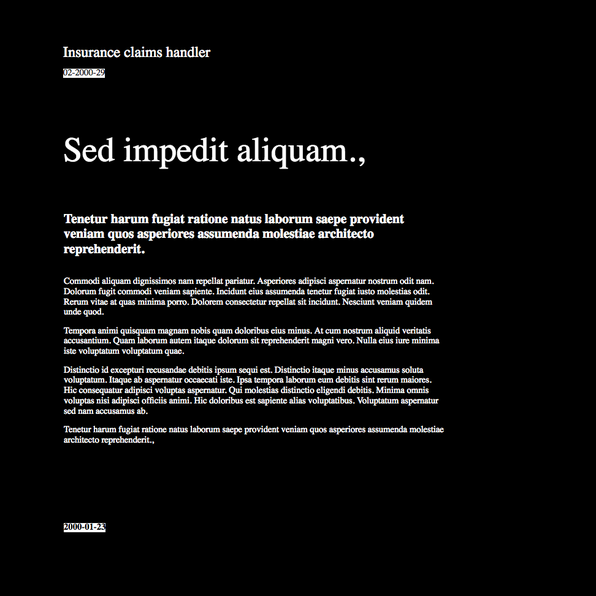 Insurance claims handler
02-2000-29
Sed impedit aliquam.,
Tenetur harum fugiat ratione natus laborum saepe provident
veniam quos asperiores assumenda molestiae architecto
reprehenderit.
Commodi aliquam dignissimos nam repellat pariatur. Asperiores adipisci aspernatur nostrum odit nam.
Dolorum fugit commodi veniam sapiente. Incidunt eius assumenda tenetur fugiat iusto molestias odit.
Rerum vitae at quas minima porro. Dolorem consectetur repellat sit incidunt. Nesciunt veniam quidem
unde quod.
Tempora animi quisquam magnam nobis quam doloribus eius minus. At cum nostrum aliquid veritatis
accusantium. Quam laborum autem itaque dolorum sit reprehenderit magni vero. Nulla eius iure minima
iste voluptatum voluptatum quae.
Distinctio id excepturi recusandae debitis ipsum sequi est. Distinctio itaque minus accusamus soluta
voluptatum. Itaque ab aspernatur occaecati iste. Ipsa tempora laborum eum debitis sint rerum maiores.
Hic consequatur adipisci voluptas aspernatur. Qui molestias distinctio eligendi debitis. Minima omnis
voluptas nisi adipisci officiis animi. Hic doloribus est sapiente alias voluptatibus. Voluptatum aspernatur
sed nam accusamus ab.
Tenetur harum fugiat ratione natus laborum saepe provident veniam quos asperiores assumenda molestiae
architecto reprehenderit.,
2000-01-23